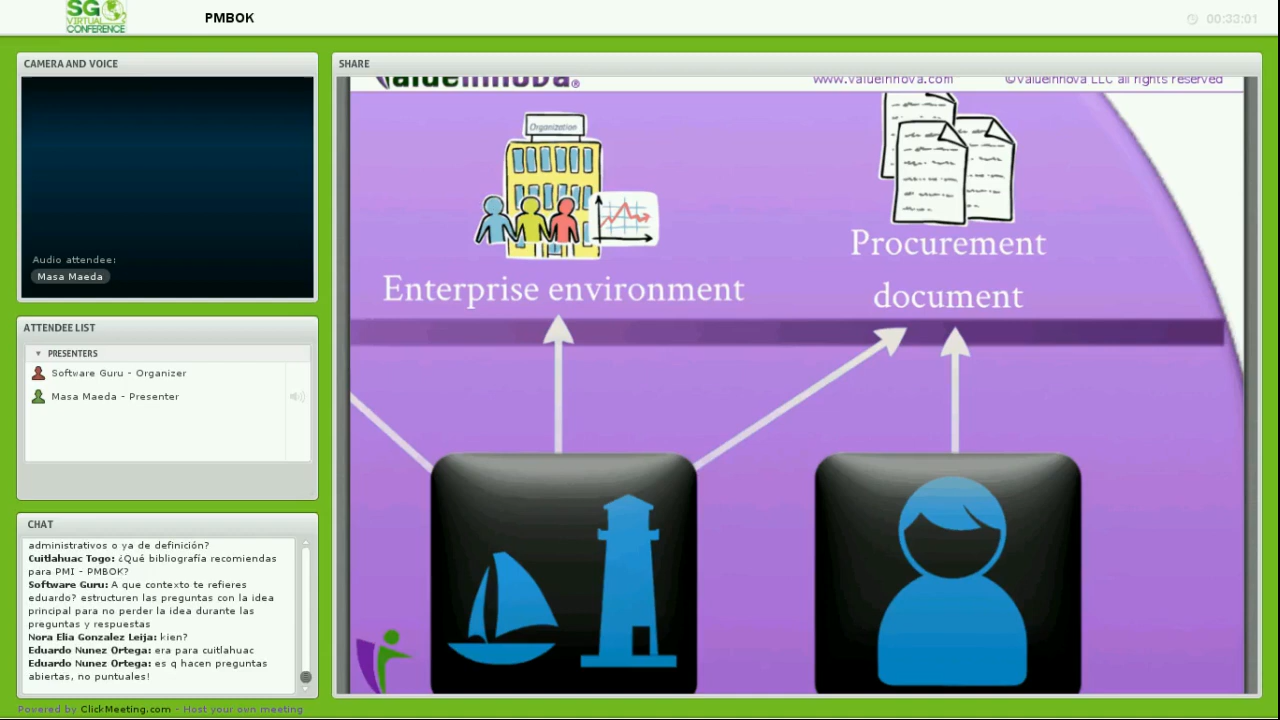 SG
VIRTUAL
CONFERENCE
PMBOK
00:33:01
CAMERA AND VOICE
Audio attendee:
Masa Maeda
ATTENDEE LIST
PRESENTERS
Software Guru - Organizer
Masa Maeda - Presenter
CHAT
administrativos o ya de definición?
Cuitlahuac Togo: ¿Qué bibliografía recomiendas
para PMI - PMBOK?
Software Guru: A que contexto te refieres
eduardo? estructuren las preguntas con la idea
principal para no perder la idea durante las
preguntas y respuestas
Nora Elia Gonzalez Leija: kien?
Eduardo Nunez Ortega: era para cuitlahuac
Eduardo Nunez Ortega: es q hacen preguntas
abiertas, no puntuales!
SHARE
valueinnova®
www.valueinnova.com ©ValueInnova LLC all rights reserved
Organization
Enterprise environment
Procurement
document
Powered by ClickMeeting.com - Host your own meeting